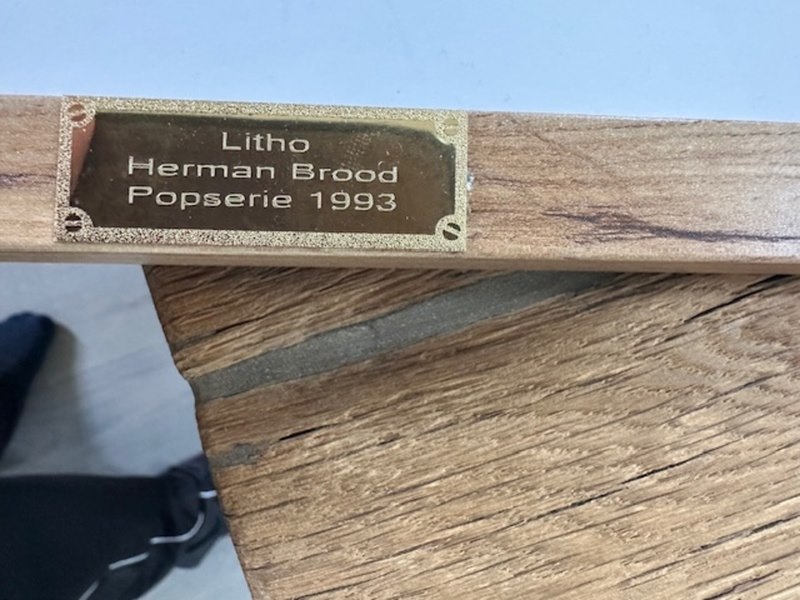 Litho
Herman Brood
Popserie 1993